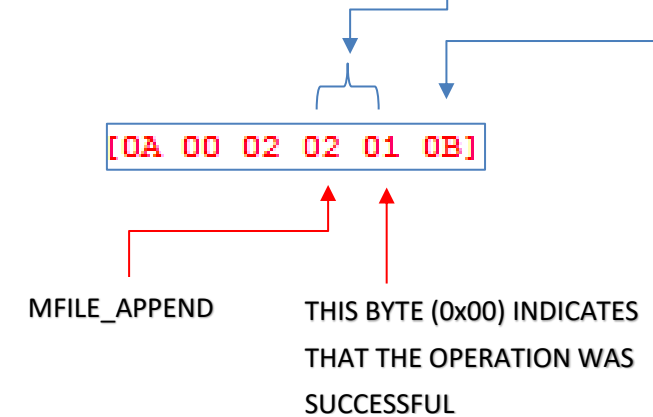 [0A 00 02 02 01 0B]
MFILE_APPEND
THIS BYTE (0x00) INDICATES
THAT THE OPERATION WAS
SUCCESSFUL